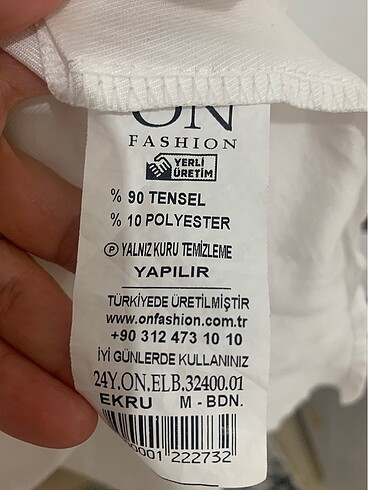 ON
FASHION
YERLİ
ÜRETİM
% 90 TENSEL
% 10 POLYESTER
Ⓟ YALNIZ KURU TEMİZLEME
YAPILIR
TÜRKİYEDE ÜRETİLMİŞTİR
www.onfashion.com.tr
+90 312 473 10 10
İYİ GÜNLERDE KULLANINIZ
24Y.ON.ELB.32400.01
EKRU M - BDN.
0001 222732